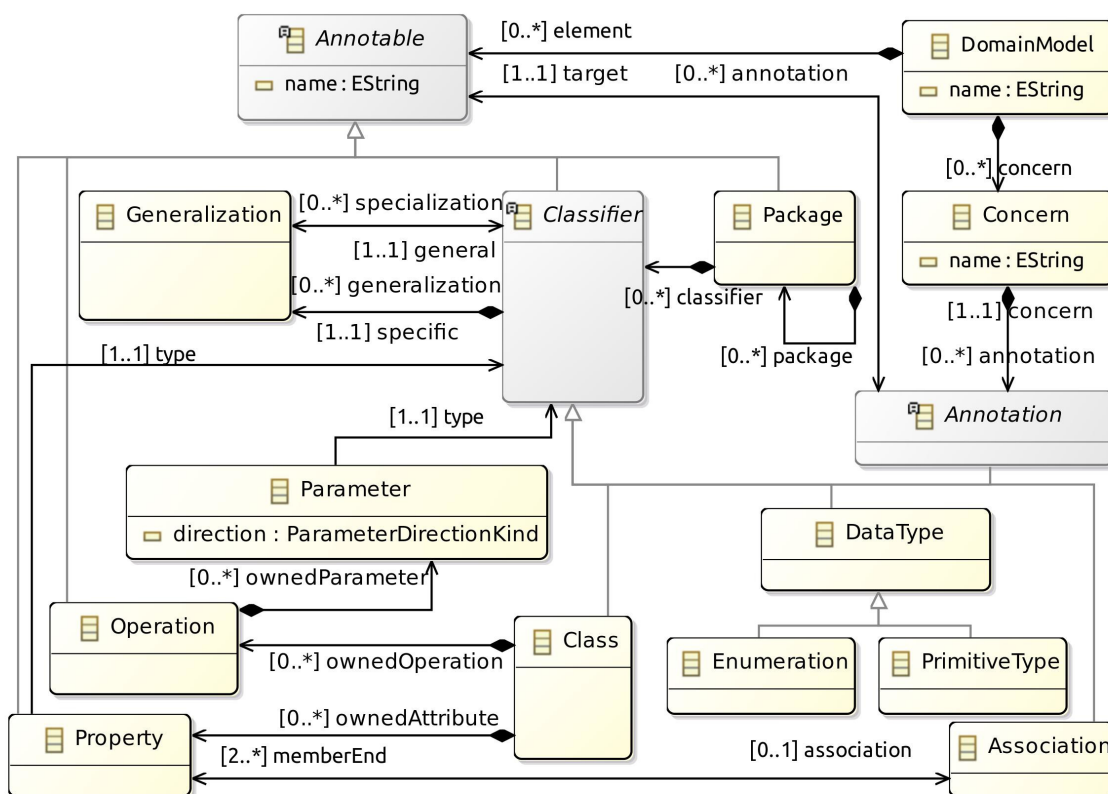 Annotable
name : EString
[0..*] element
[1..1] target
[0..*] annotation
DomainModel
name : EString
[0..*] concern
Generalization
[0..*] specialization
[1..1] general
[0..*] generalization
[1..1] specific
Classifier
Package
[0..*] classifier
[0..*] package
Concern
name : EString
[1..1] concern
[0..*] annotation
Annotation
[1..1] type
[1..1] type
Parameter
direction : ParameterDirectionKind
[0..*] ownedParameter
DataType
Operation
[0..*] ownedOperation
Class
Enumeration
PrimitiveType
[0..*] ownedAttribute
Property
[2..*] memberEnd
[0..1] association
Association